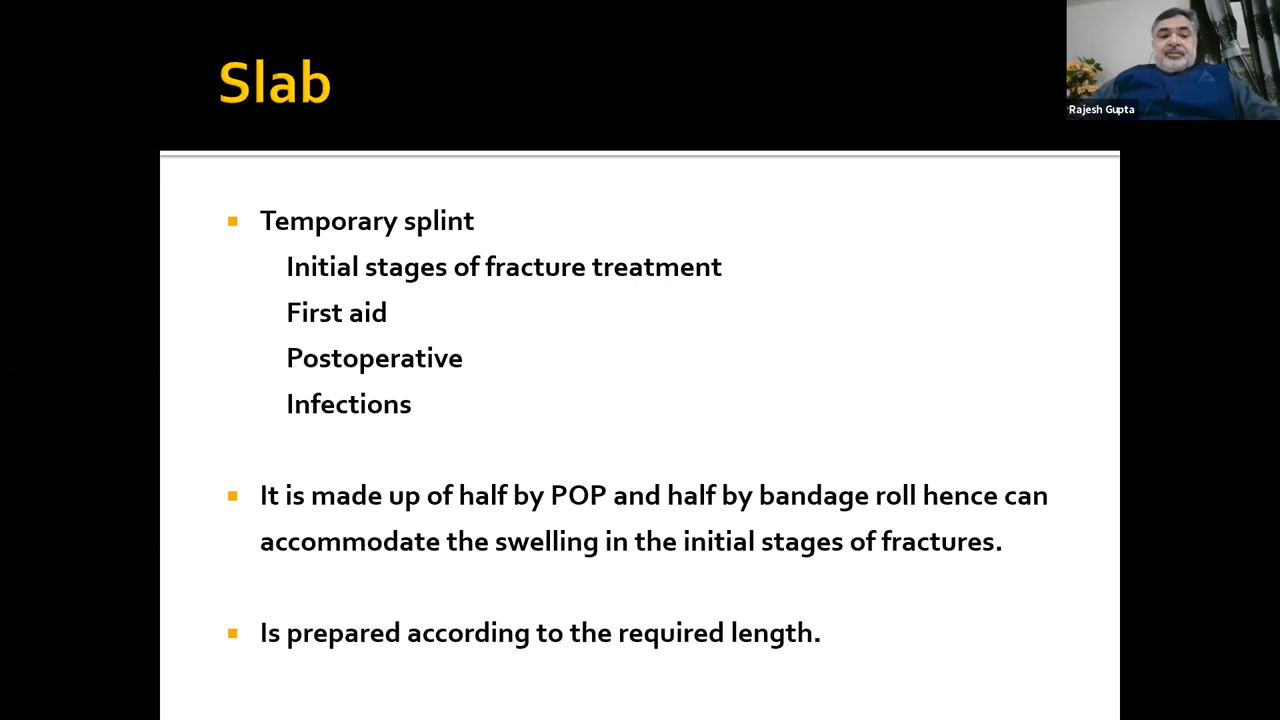 Slab
Rajesh Gupta
Temporary splint
Initial stages of fracture treatment
First aid
Postoperative
Infections
It is made up of half by POP and half by bandage roll hence can
accommodate the swelling in the initial stages of fractures.
Is prepared according to the required length.